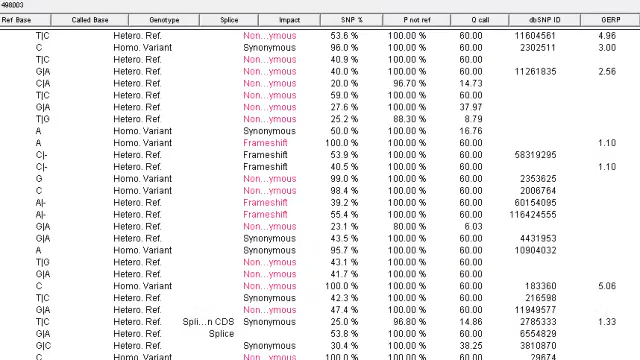 498003
Ref Base Called Base Genotype Splice Impact SNP % P not ref Q call dbSNP ID GERP
T|C Hetero. Ref. Non...ymous 53.6 % 100.00 % 60.00 11604561 4.96
C Homo. Variant Synonymous 96.0 % 100.00 % 60.00 2302511 3.00
T|C Hetero. Ref. Non...ymous 40.9 % 100.00 % 60.00
G|A Hetero. Ref. Non...ymous 40.0 % 100.00 % 60.00 11261835 2.56
C|A Hetero. Ref. Non...ymous 20.0 % 96.70 % 14.73
T|C Hetero. Ref. Non...ymous 59.0 % 100.00 % 60.00
G|A Hetero. Ref. Non...ymous 27.6 % 100.00 % 37.97
T|G Hetero. Ref. Non...ymous 25.2 % 88.30 % 8.79
A Homo. Variant Synonymous 50.0 % 100.00 % 16.76
A Homo. Variant Frameshift 100.0 % 100.00 % 60.00 1.10
C|- Hetero. Ref. Frameshift 53.9 % 100.00 % 60.00 58319295
C|- Hetero. Ref. Frameshift 40.5 % 100.00 % 60.00 1.10
G Homo. Variant Non...ymous 99.0 % 100.00 % 60.00 2353625
C Homo. Variant Non...ymous 98.4 % 100.00 % 60.00 2006764
A|- Hetero. Ref. Frameshift 39.2 % 100.00 % 60.00 60154095
A|- Hetero. Ref. Frameshift 55.4 % 100.00 % 60.00 116424555
G|A Hetero. Ref. Non...ymous 23.1 % 80.00 % 6.03
G|A Hetero. Ref. Synonymous 43.5 % 100.00 % 60.00 4431953
A Homo. Variant Synonymous 95.7 % 100.00 % 60.00 10904032
T|G Hetero. Ref. Non...ymous 43.1 % 100.00 % 60.00
G|A Hetero. Ref. Non...ymous 41.7 % 100.00 % 60.00
C Homo. Variant Non...ymous 100.0 % 100.00 % 60.00 183360 5.06
T|C Hetero. Ref. Synonymous 42.3 % 100.00 % 60.00 216598
G|A Hetero. Ref. Non...ymous 47.4 % 100.00 % 60.00 11949577
T|C Hetero. Ref. Spli...n CDS Synonymous 25.0 % 96.80 % 14.86 2785333 1.33
G|A Hetero. Ref. Splice 53.8 % 100.00 % 60.00 6554829
G|C Hetero. Ref. Synonymous 30.4 % 100.00 % 38.25 3810870
C Homo. Variant Non...ymous 100.0 % 100.00 % 60.00 29674